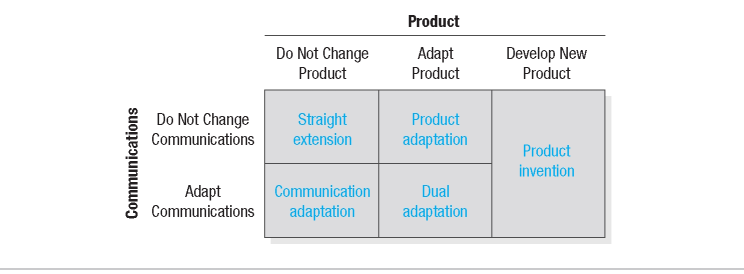 Product
Do Not Change
Product
Adapt
Product
Develop New
Product
Communications
Do Not Change
Communications
Straight
extension
Product
adaptation
Product
invention
Adapt
Communications
Communication
adaptation
Dual
adaptation